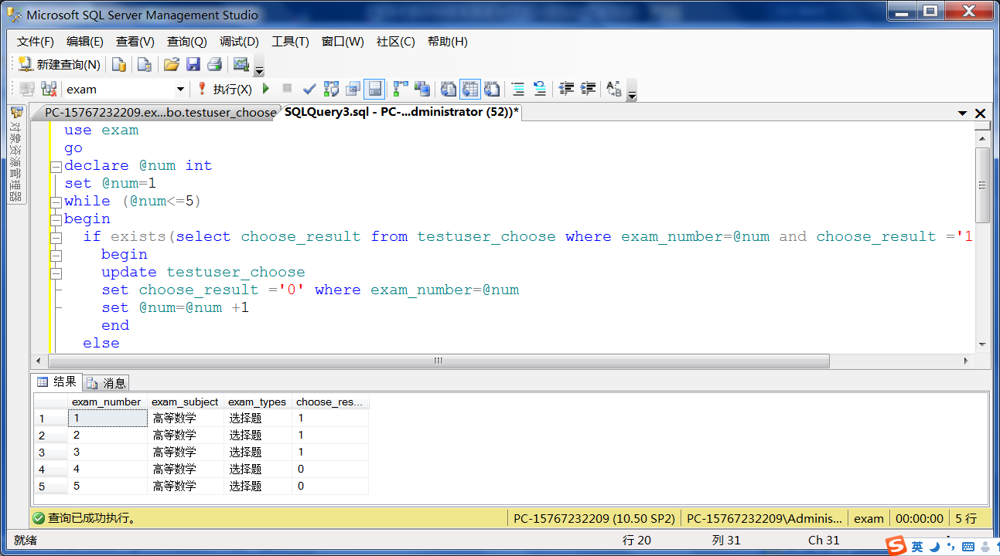 Microsoft SQL Server Management Studio
文件(F) 编辑(E) 查看(V) 查询(Q) 调试(D) 工具(T) 窗口(W) 社区(C) 帮助(H)
新建查询(N)
exam 执行(X)
对象资源管理器
PC-15767232209.ex...bo.testuser_choose SQLQuery3.sql - PC-...dministrator (52))*
use exam
go
declare @num int
set @num=1
while (@num<=5)
begin
if exists(select choose_result from testuser_choose where exam_number=@num and choose_result ='1
begin
update testuser_choose
set choose_result ='0' where exam_number=@num
set @num=@num +1
end
else
结果 消息
exam_number exam_subject exam_types choose_res...
1 1 高等数学 选择题 1
2 2 高等数学 选择题 1
3 3 高等数学 选择题 1
4 4 高等数学 选择题 0
5 5 高等数学 选择题 0
查询已成功执行。 PC-15767232209 (10.50 SP2) PC-15767232209\Adminis... exam 00:00:00 5 行
就绪 行 20 列 31 Ch 31
S 英